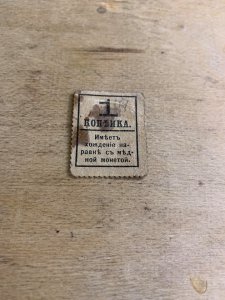 1
КОПѢЙКА.
Имѣетъ
хожденіе на-
равнѣ съ мѣд-
ной монетой.